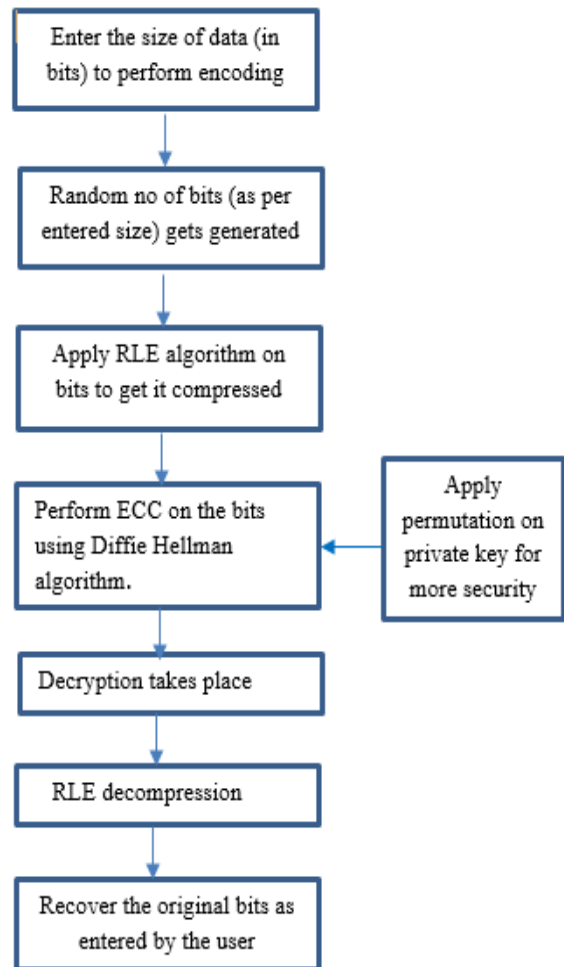 Enter the size of data (in
bits) to perform encoding
Random no of bits (as per
entered size) gets generated
Apply RLE algorithm on
bits to get it compressed
Perform ECC on the bits
using Diffie Hellman
algorithm.
Apply
permutation on
private key for
more security
Decryption takes place
RLE decompression
Recover the original bits as
entered by the user